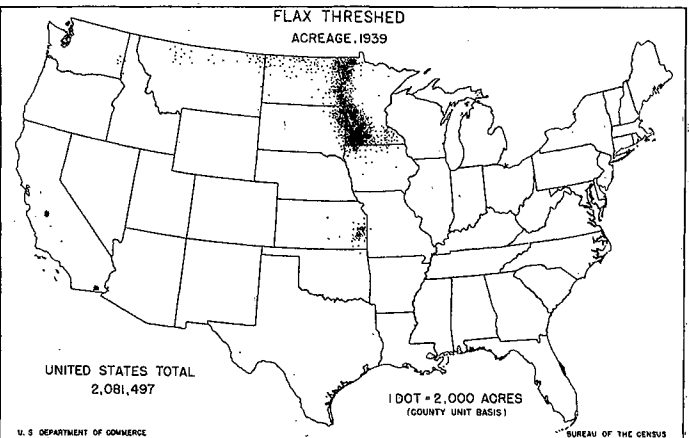 FLAX THRESHED
ACREAGE, 1939
UNITED STATES TOTAL
2,081,497
1 DOT = 2,000 ACRES
(COUNTY UNIT BASIS)
U. S DEPARTMENT OF COMMERCE
BUREAU OF THE CENSUS